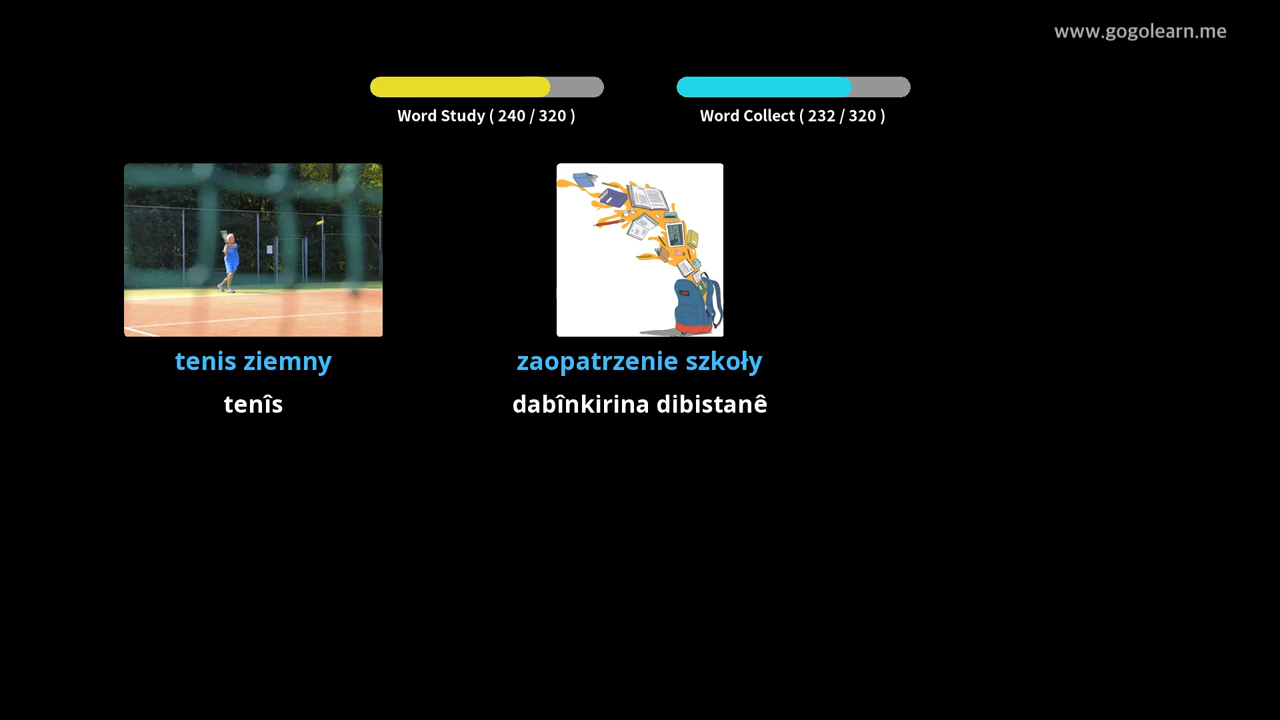 www.gogolearn.me
Word Study ( 240 / 320 )
Word Collect ( 232 / 320 )
tenis ziemny
tenîs
zaopatrzenie szkoły
dabînkirina dibistanê